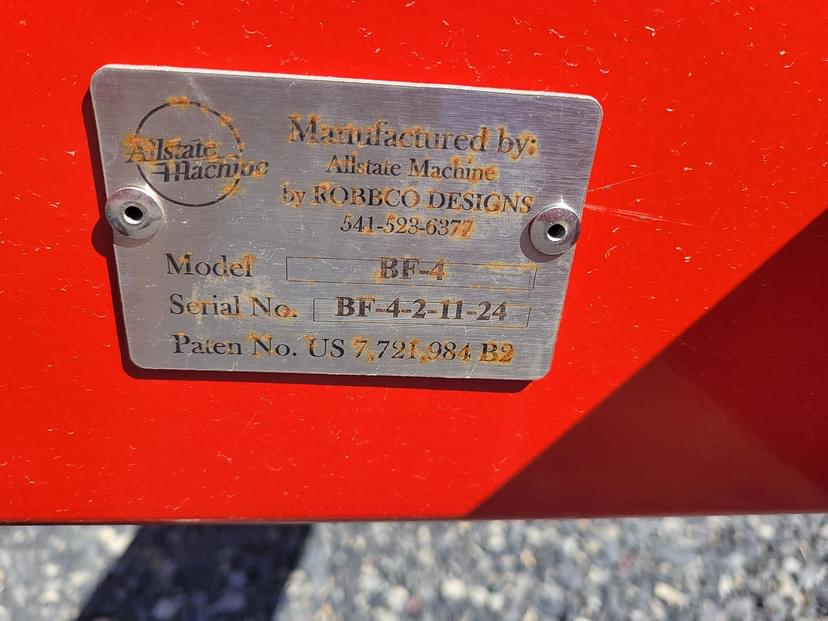 Allstate
Machine
Manufactured by:
Allstate Machine
by ROBBCO DESIGNS
541-523-6377
Model BF-4
Serial No. BF-4-2-11-24
Paten No. US 7,721,984 B2